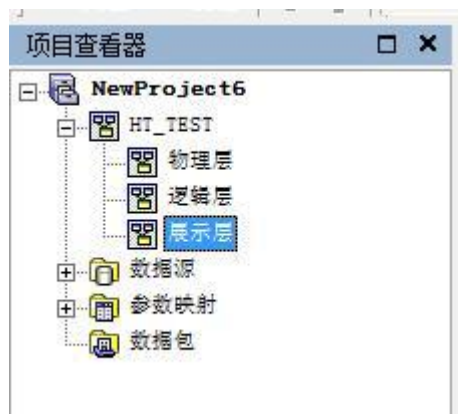 项目查看器
NewProject6
HT_TEST
物理层
逻辑层
展示层
数据源
参数映射
数据包